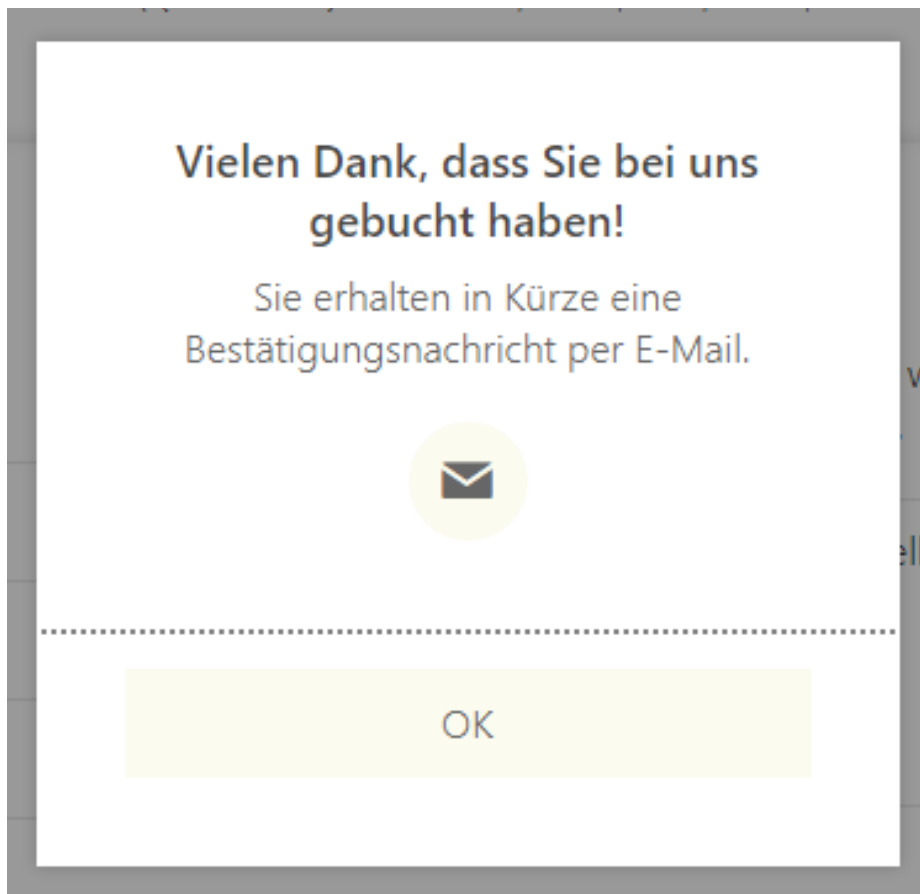 Vielen Dank, dass Sie bei uns
gebucht haben!
Sie erhalten in Kürze eine
Bestätigungsnachricht per E-Mail.
OK